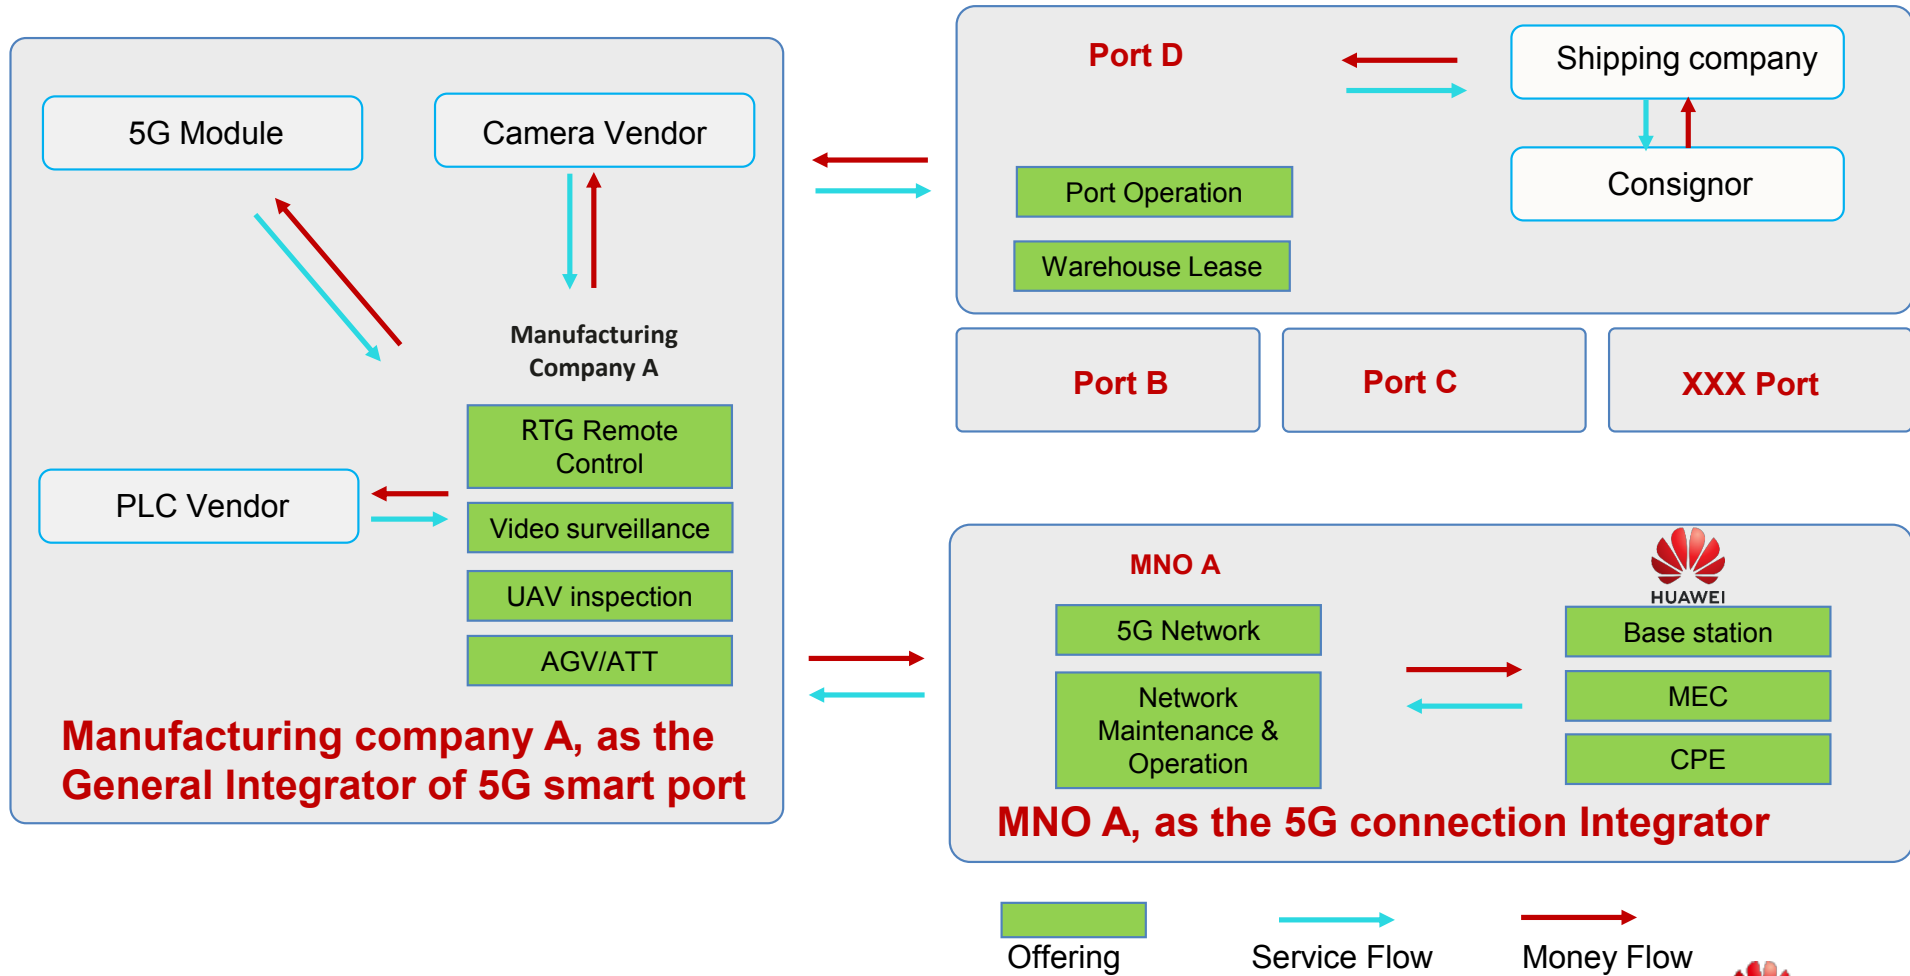 5G Module
Camera Vendor
Manufacturing
Company A
RTG Remote
Control
PLC Vendor
Video surveillance
UAV inspection
AGV/ATT
Manufacturing company A, as the
General Integrator of 5G smart port
Port D
Shipping company
Consignor
Port Operation
Warehouse Lease
Port B
Port C
XXX Port
MNO A
HUAWEI
5G Network
Base station
Network
Maintenance &
Operation
MEC
CPE
MNO A, as the 5G connection Integrator
Offering
Service Flow
Money Flow